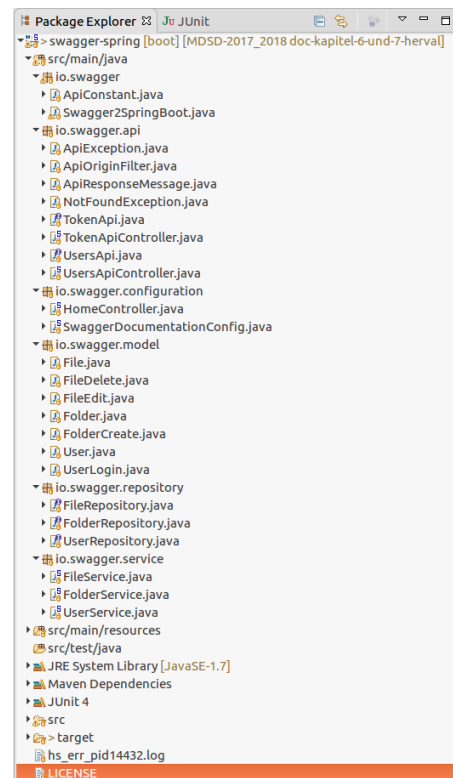 Package Explorer JUnit
> swagger-spring [boot] [MDSD-2017_2018 doc-kapitel-6-und-7-herval]
src/main/java
io.swagger
ApiConstant.java
Swagger2SpringBoot.java
io.swagger.api
ApiException.java
ApiOriginFilter.java
ApiResponseMessage.java
NotFoundException.java
TokenApi.java
TokenApiController.java
UsersApi.java
UsersApiController.java
io.swagger.configuration
HomeController.java
SwaggerDocumentationConfig.java
io.swagger.model
File.java
FileDelete.java
FileEdit.java
Folder.java
FolderCreate.java
User.java
UserLogin.java
io.swagger.repository
FileRepository.java
FolderRepository.java
UserRepository.java
io.swagger.service
FileService.java
FolderService.java
UserService.java
src/main/resources
src/test/java
JRE System Library [JavaSE-1.7]
Maven Dependencies
JUnit 4
src
> target
hs_err_pid14432.log
LICENSE